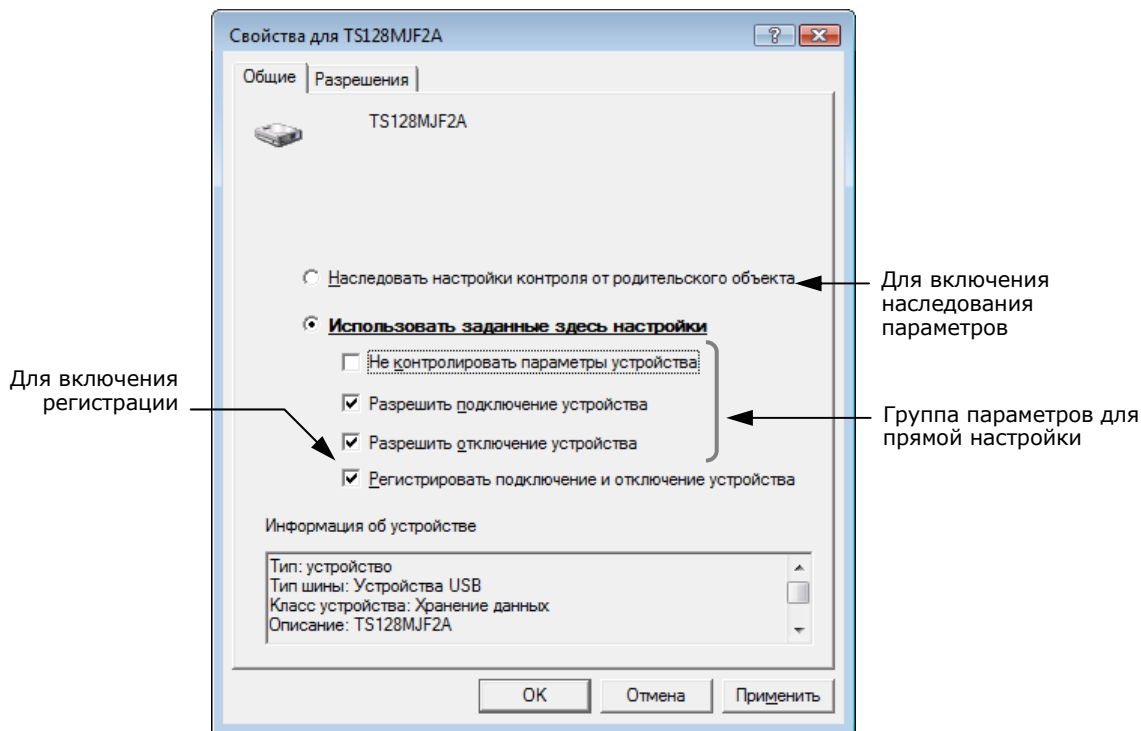 Свойства для TS128MJF2A
Общие
Разрешения
TS128MJF2A
Наследовать настройки контроля от родительского объекта
Для включения
наследования
параметров
Использовать заданные здесь настройки
Не контролировать параметры устройства
Для включения
регистрации
Разрешить подключение устройства
Группа параметров для
прямой настройки
Разрешить отключение устройства
Регистрировать подключение и отключение устройства
Информация об устройстве
Тип: устройство
Тип шины: Устройства USB
Класс устройства: Хранение данных
Описание: TS128MJF2A
OK
Отмена
Применить